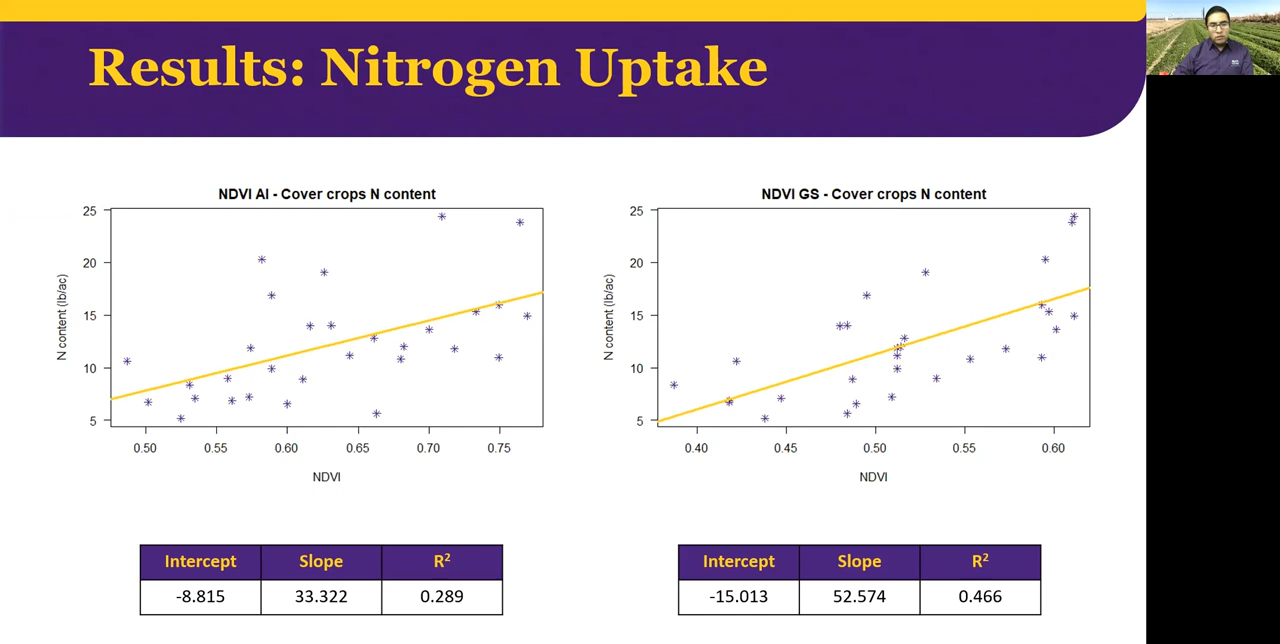 Results: Nitrogen Uptake
NDVI AI - Cover crops N content
25
20
15
10
5
N content (lb/ac)
0.50 0.55 0.60 0.65 0.70 0.75
NDVI
NDVI GS - Cover crops N content
25
20
15
10
5
N content (lb/ac)
0.40 0.45 0.50 0.55 0.60
NDVI
Intercept Slope R²
-8.815 33.322 0.289
Intercept Slope R²
-15.013 52.574 0.466